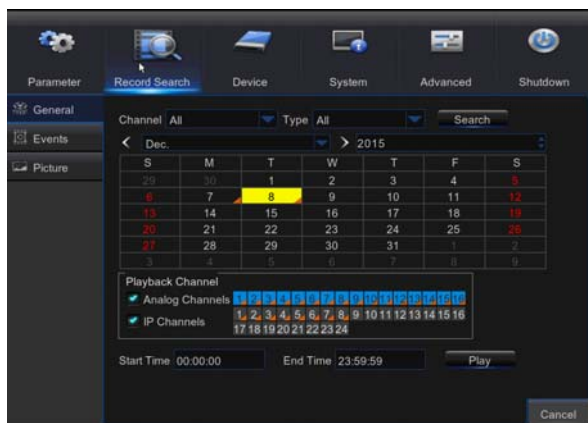 Parameter Record Search Device System Advanced Shutdown
General
Events
Picture
Channel All Type All Search
< Dec. > 2015
S M T W T F S
29 30 1 2 3 4 5
6 7 8 9 10 11 12
13 14 15 16 17 18 19
20 21 22 23 24 25 26
27 28 29 30 31 1 2
3 4 5 6 7 8 9
Playback Channel
Analog Channels 1 2 3 4 5 6 7 8 9 10 11 12 13 14 15 16
IP Channels 1 2 3 4 5 6 7 8 9 10 11 12 13 14 15 16
17 18 19 20 21 22 23 24
Start Time 00:00:00 End Time 23:59:59 Play
Cancel